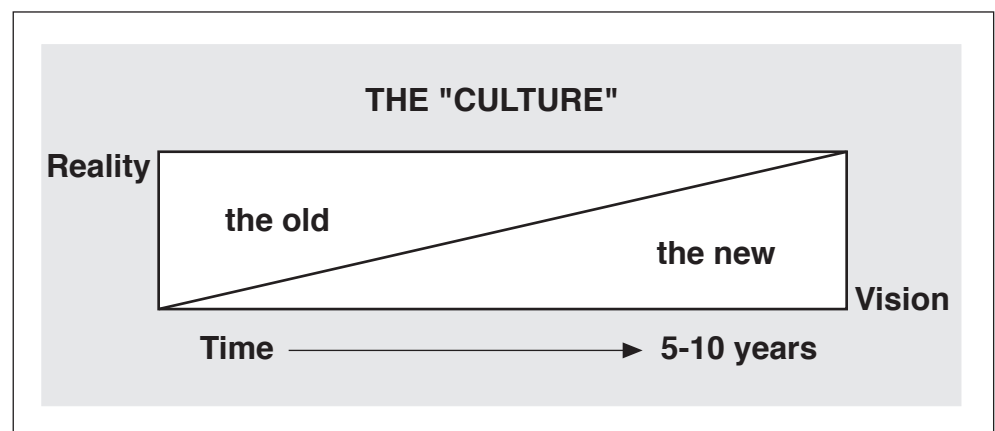 THE "CULTURE"
Reality
the old
the new
Vision
Time
5-10 years